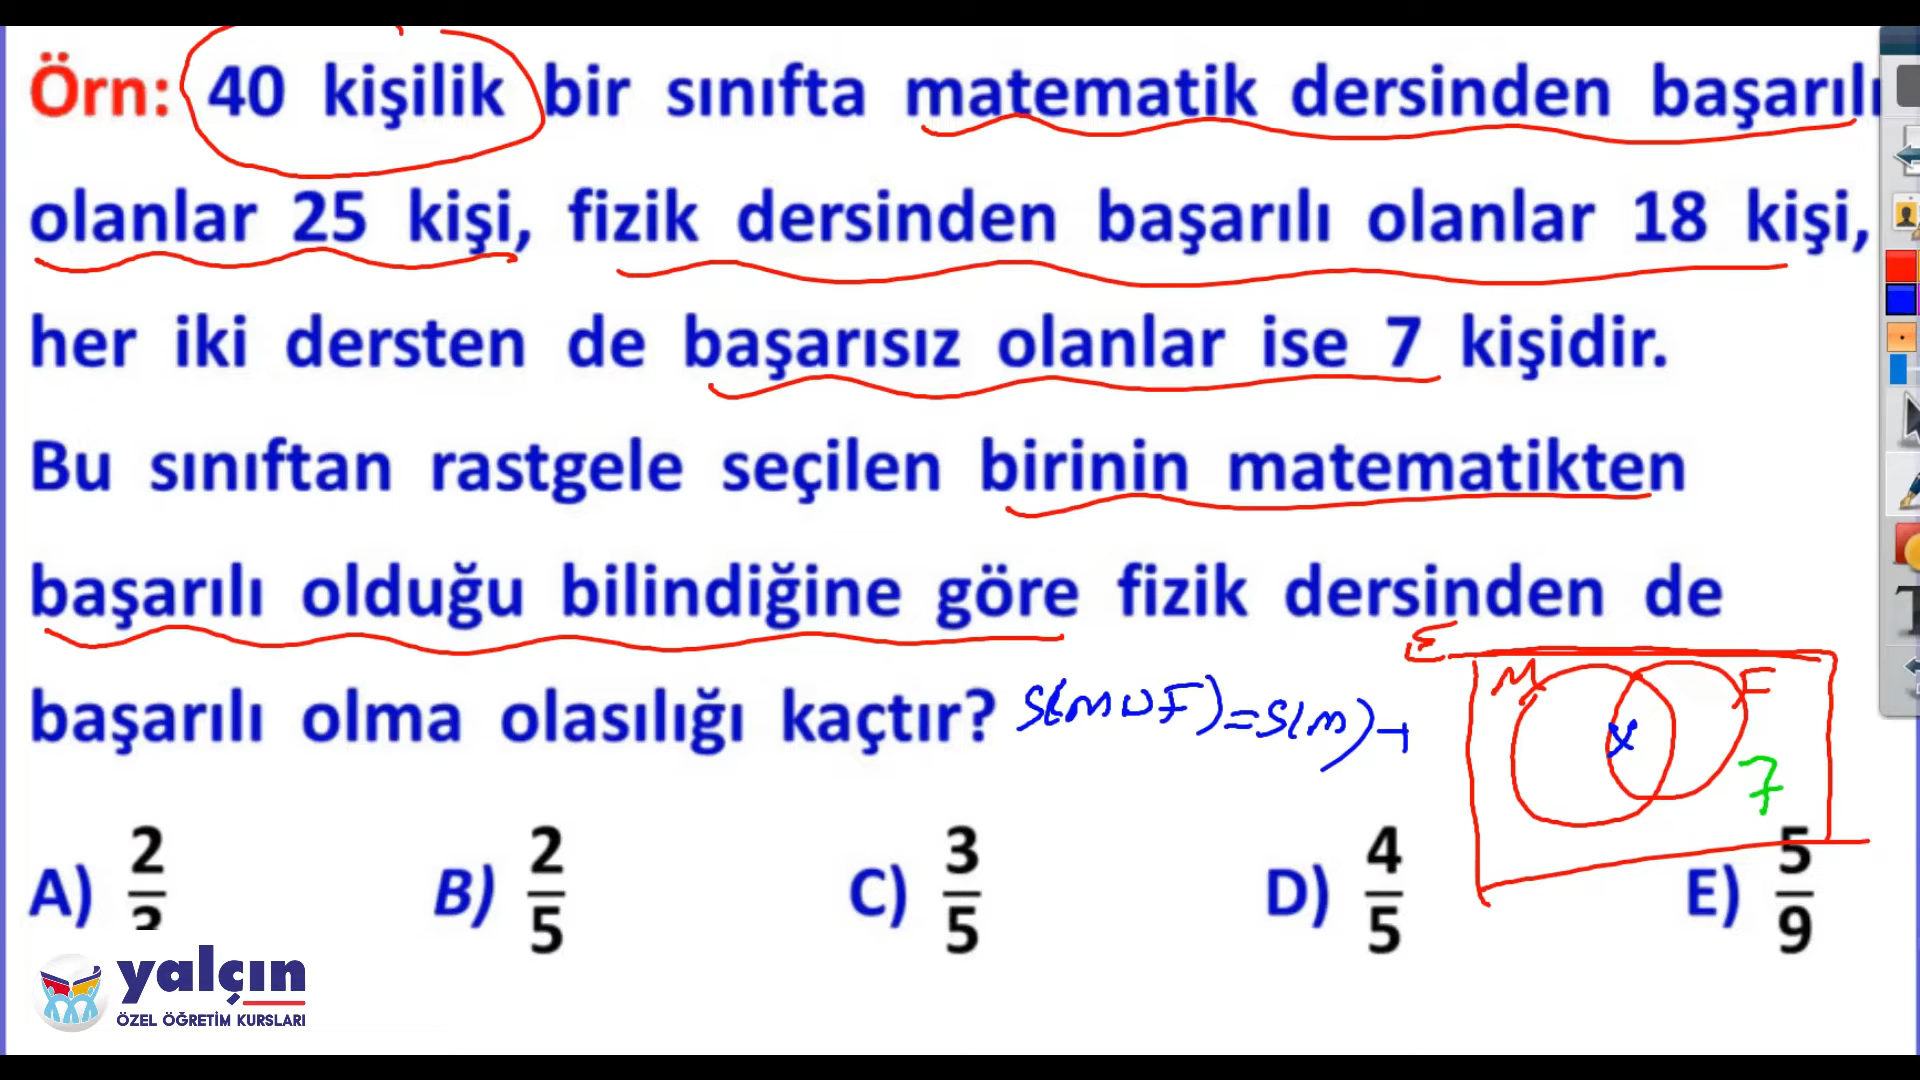 Örn: 40 kişilik bir sınıfta matematik dersinden başarılı
olanlar 25 kişi, fizik dersinden başarılı olanlar 18 kişi,
her iki dersten de başarısız olanlar ise 7 kişidir.
Bu sınıftan rastgele seçilen birinin matematikten
başarılı olduğu bilindiğine göre fizik dersinden de
E
başarılı olma olasılığı kaçtır? S(M∪F)=S(M)+
M F
x
7
A) 2/3 B) 2/5 C) 3/5 D) 4/5 E) 5/9
yalçın
ÖZEL ÖĞRETİM KURSLARI